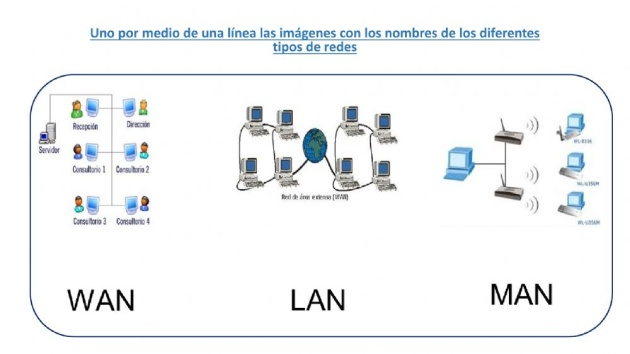 Uno por medio de una línea las imágenes con los nombres de los diferentes
tipos de redes
Servidor
Recepción
Dirección
Consultorio 1
Consultorio 2
Consultorio 3
Consultorio 4
Red de área extensa (WAN)
WAN
LAN
MAN